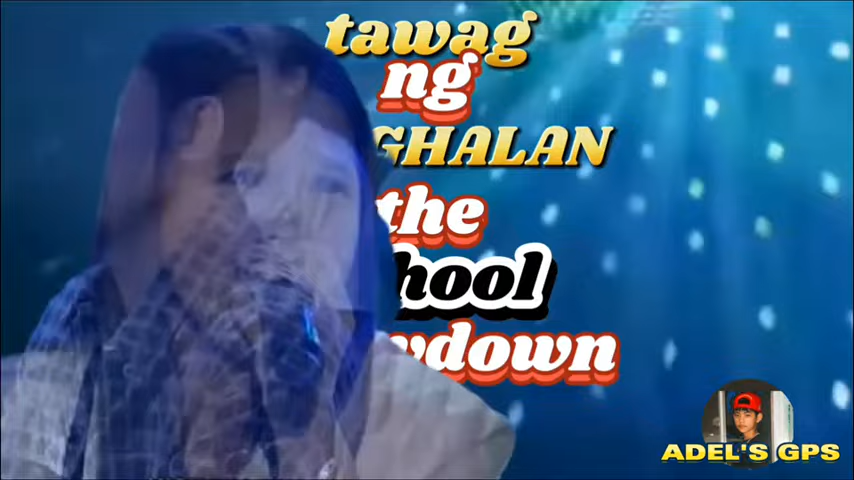 tawag
ng
GHALAN
the
hool
wdown
ADEL'S GPS